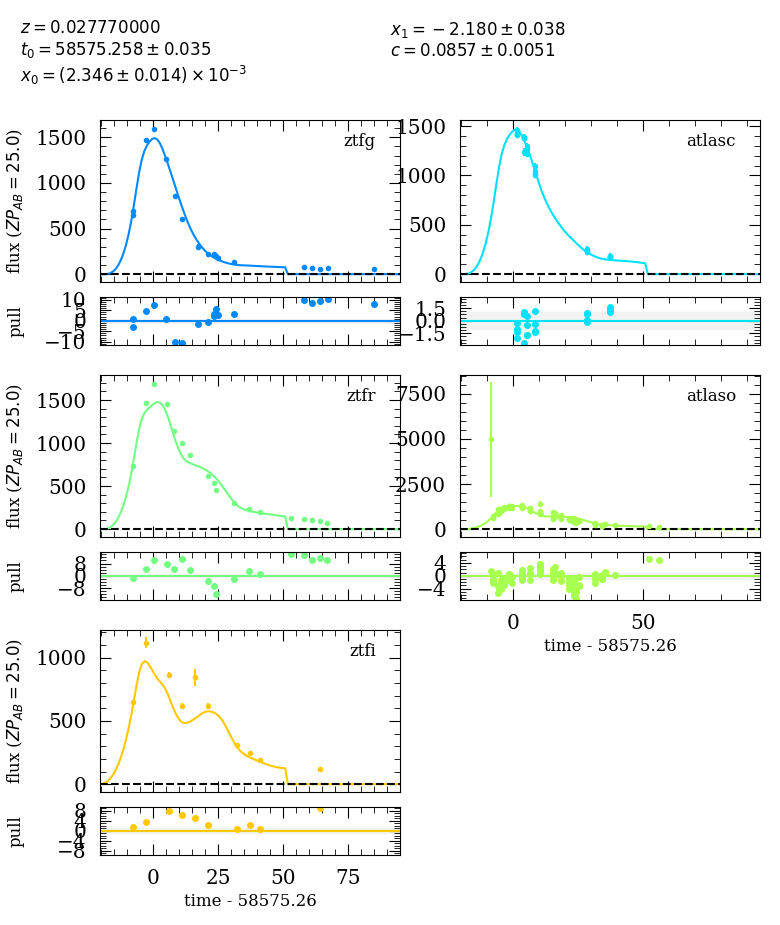 z = 0.027770000
t₀ = 58575.258 ± 0.035
x₀ = (2.346 ± 0.014) × 10⁻³
x₁ = −2.180 ± 0.038
c = 0.0857 ± 0.0051
ztfg
flux (ZP_AB = 25.0)
1500
1000
500
0
pull
10
5
0
−5
−10
atlasc
1500
1000
500
0
1.5
0.0
−1.5
ztfr
flux (ZP_AB = 25.0)
1500
1000
500
0
pull
8
0
−8
atlaso
7500
5000
2500
0
4
0
−4
0
50
time - 58575.26
ztfi
flux (ZP_AB = 25.0)
1000
500
0
pull
8
4
0
−4
−8
0
25
50
75
time - 58575.26